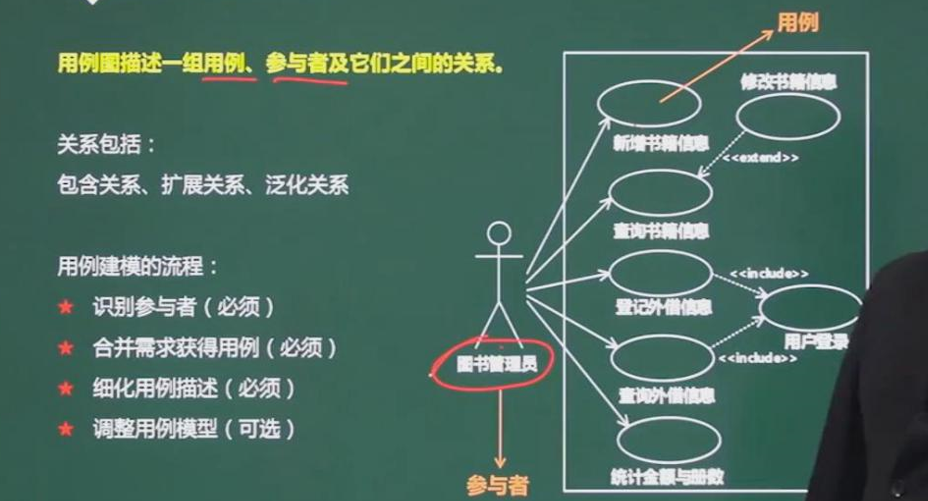 用例图描述一组用例、参与者及它们之间的关系。
关系包括：
包含关系、扩展关系、泛化关系
用例建模的流程：
识别参与者（必须）
合并需求获得用例（必须）
细化用例描述（必须）
调整用例模型（可选）
用例
修改书籍信息
新增书籍信息
<<extend>>
查询书籍信息
<<include>>
登记外借信息
用户登录
<<include>>
图书管理员
查询外借信息
统计金额与册数
参与者